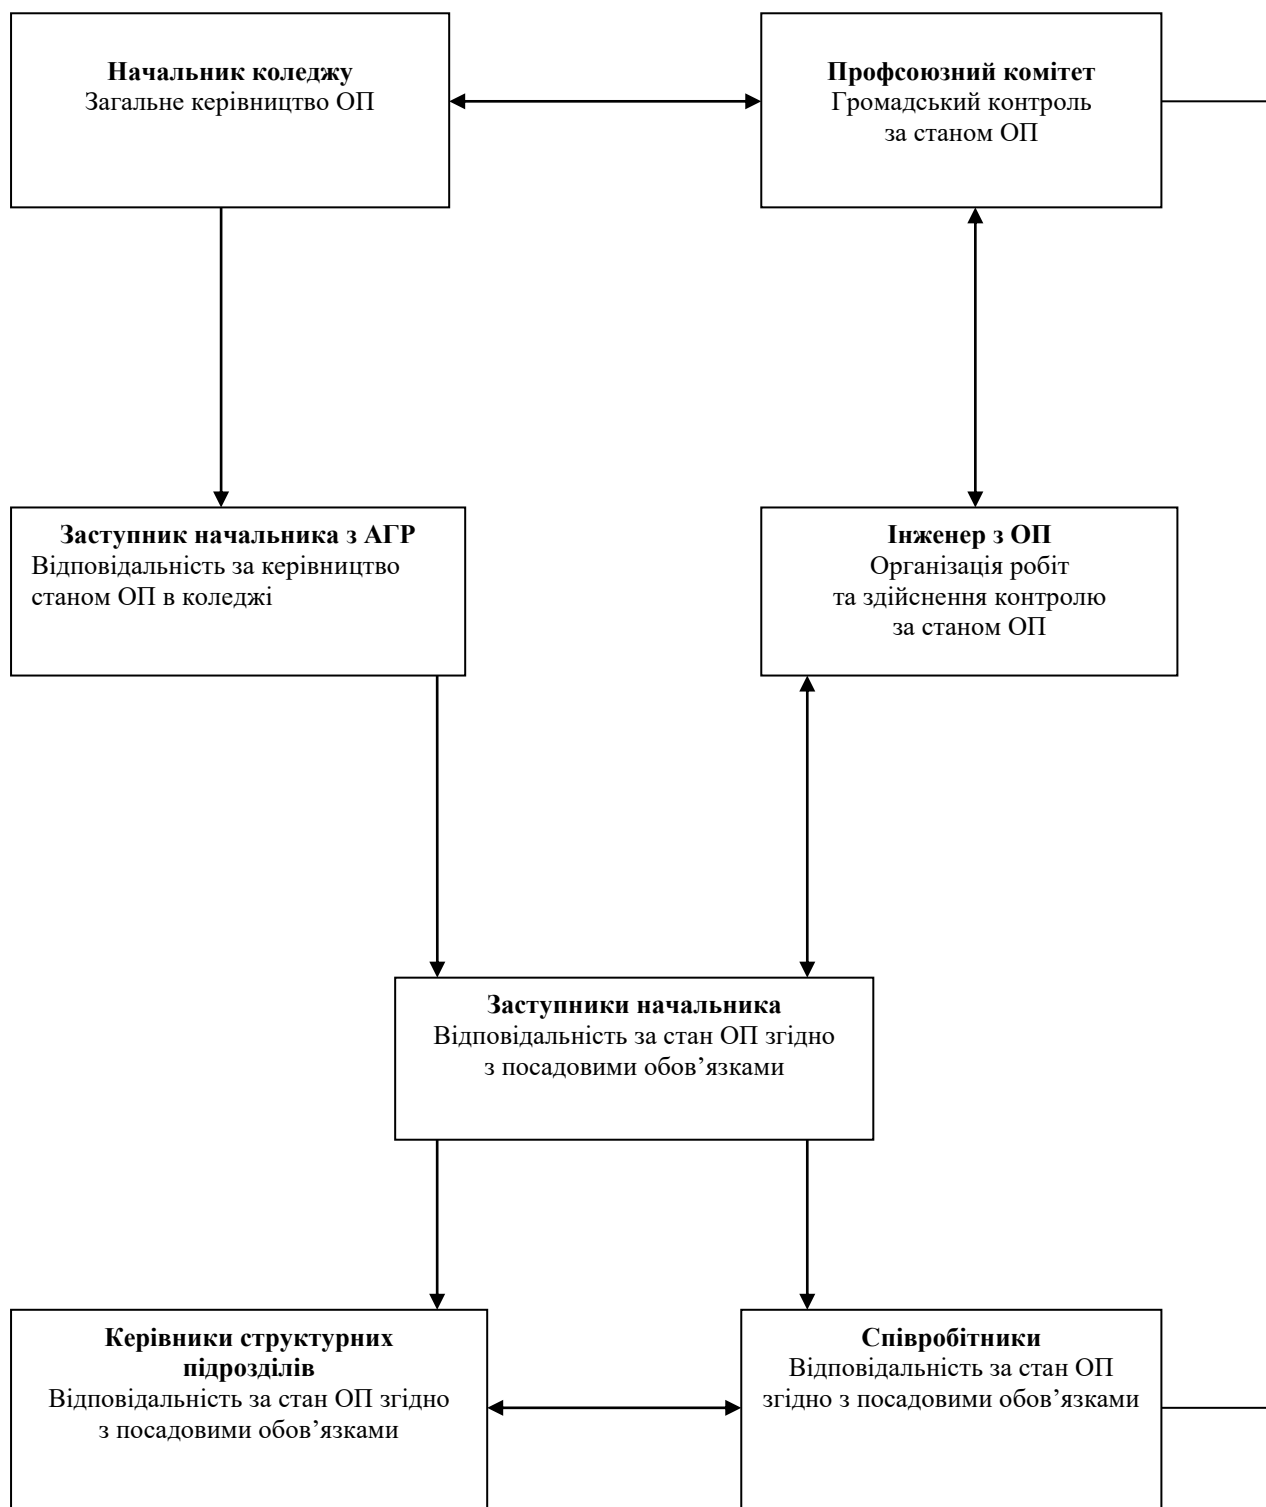 Начальник коледжу
Загальне керівництво ОП
Профсоюзний комітет
Громадський контроль
за станом ОП
Заступник начальника з АГР
Відповідальність за керівництво
станом ОП в коледжі
Інженер з ОП
Організація робіт
та здійснення контролю
за станом ОП
Заступники начальника
Відповідальність за стан ОП згідно
з посадовими обов’язками
Керівники структурних
підрозділів
Відповідальність за стан ОП згідно
з посадовими обов’язками
Співробітники
Відповідальність за стан ОП
згідно з посадовими обов’язками